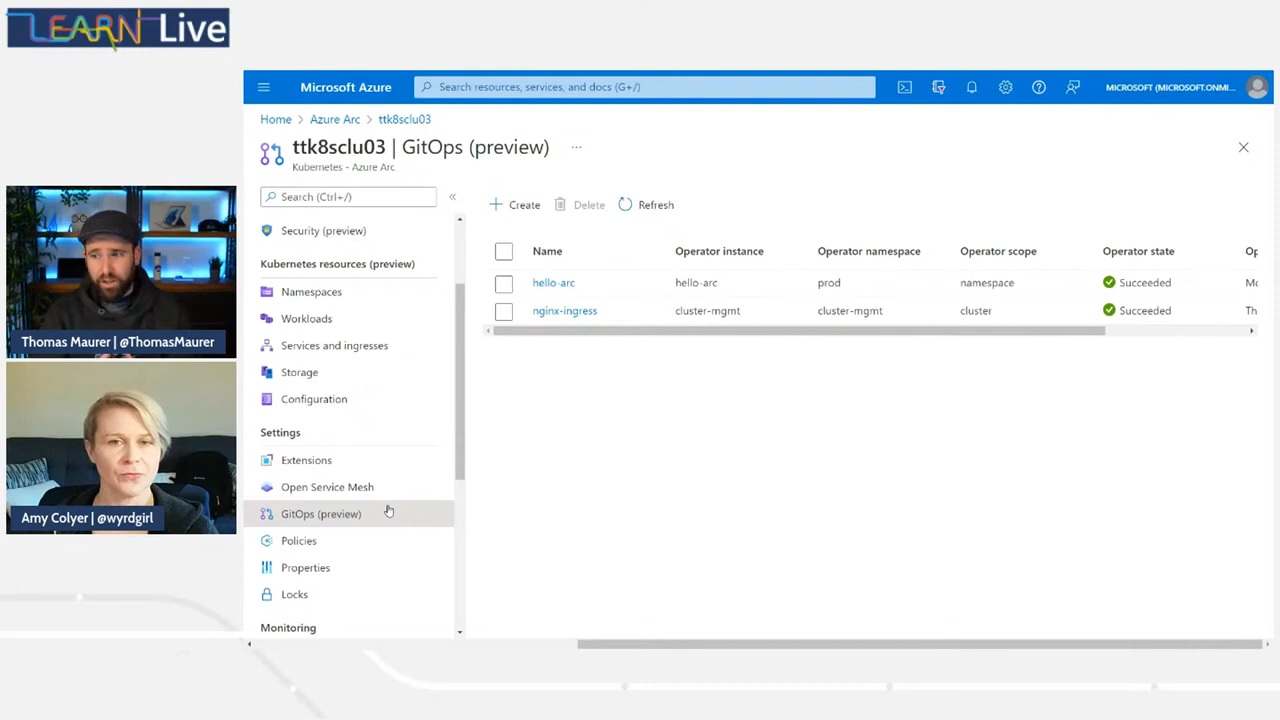 LEARN Live
Microsoft Azure
Search resources, services, and docs (G+/)
MICROSOFT (MICROSOFT.ONMI...
Home > Azure Arc > ttk8sclu03
ttk8sclu03 | GitOps (preview) ...
Kubernetes - Azure Arc
Search (Ctrl+/)
«
Create
Delete
Refresh
Security (preview)
Kubernetes resources (preview)
Namespaces
Workloads
Services and ingresses
Storage
Configuration
Settings
Extensions
Open Service Mesh
GitOps (preview)
Policies
Properties
Locks
Monitoring
Name Operator instance Operator namespace Operator scope Operator state Op
hello-arc hello-arc prod namespace Succeeded Mo
nginx-ingress cluster-mgmt cluster-mgmt cluster Succeeded Th
Thomas Maurer | @ThomasMaurer
Amy Colyer | @wyrdgirl